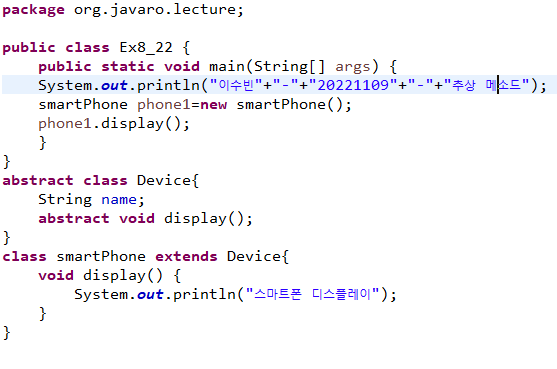 package org.javaro.lecture;

public class Ex8_22 {
    public static void main(String[] args) {
    System.out.println("이수빈"+"-"+"20221109"+"-"+"추상 메소드");
    smartPhone phone1=new smartPhone();
    phone1.display();
    }
}
abstract class Device{
    String name;
    abstract void display();
}
class smartPhone extends Device{
    void display() {
        System.out.println("스마트폰 디스플레이");
    }
}